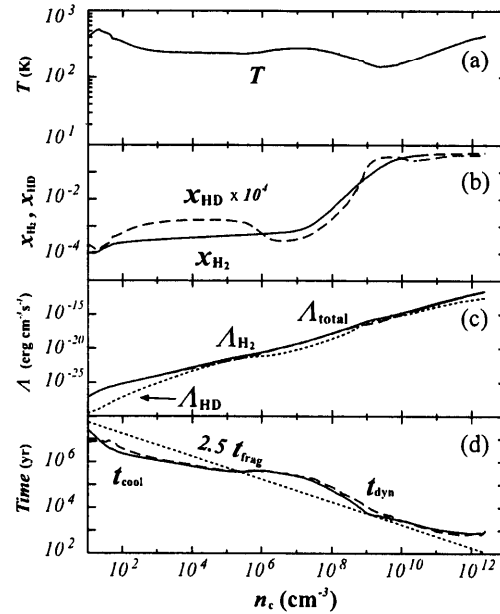 10^3
10^2
10^1
T (K)
T
(a)
10^-2
10^-4
x_H2, x_HD
x_HD × 10^4
x_H2
(b)
10^-15
10^-20
10^-25
Λ (erg cm^-3 s^-1)
Λ_total
Λ_H2
Λ_HD
(c)
10^6
10^4
10^2
Time (yr)
2.5 t_frag
t_cool
t_dyn
(d)
10^2 10^4 10^6 10^8 10^10 10^12
n_c (cm^-3)